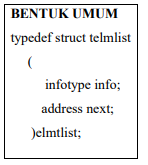 BENTUK UMUM
typedef struct telmlist
(
infotype info;
address next;
)elmtlist;